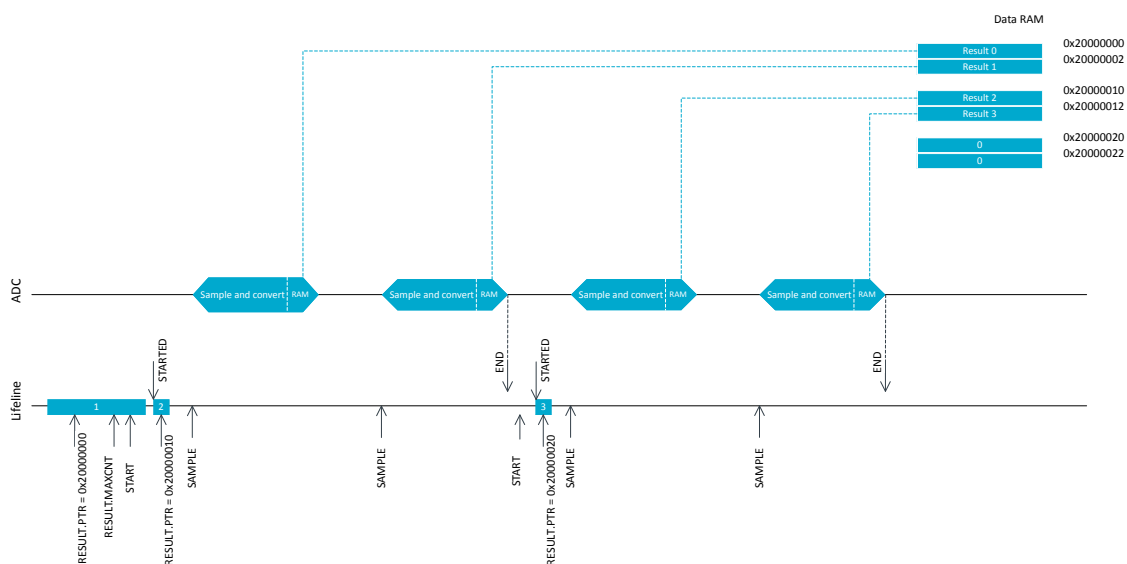 Data RAM
Result 0
0x20000000
Result 1
0x20000002
Result 2
0x20000010
Result 3
0x20000012
0
0x20000020
0
0x20000022
ADC
Sample and convert
RAM
Sample and convert
RAM
Sample and convert
RAM
Sample and convert
RAM
STARTED
END
STARTED
END
Lifeline
1
2
3
RESULT.PTR = 0x20000000
RESULT.MAXCNT
START
RESULT.PTR = 0x20000010
SAMPLE
SAMPLE
START
RESULT.PTR = 0x20000020
SAMPLE
SAMPLE